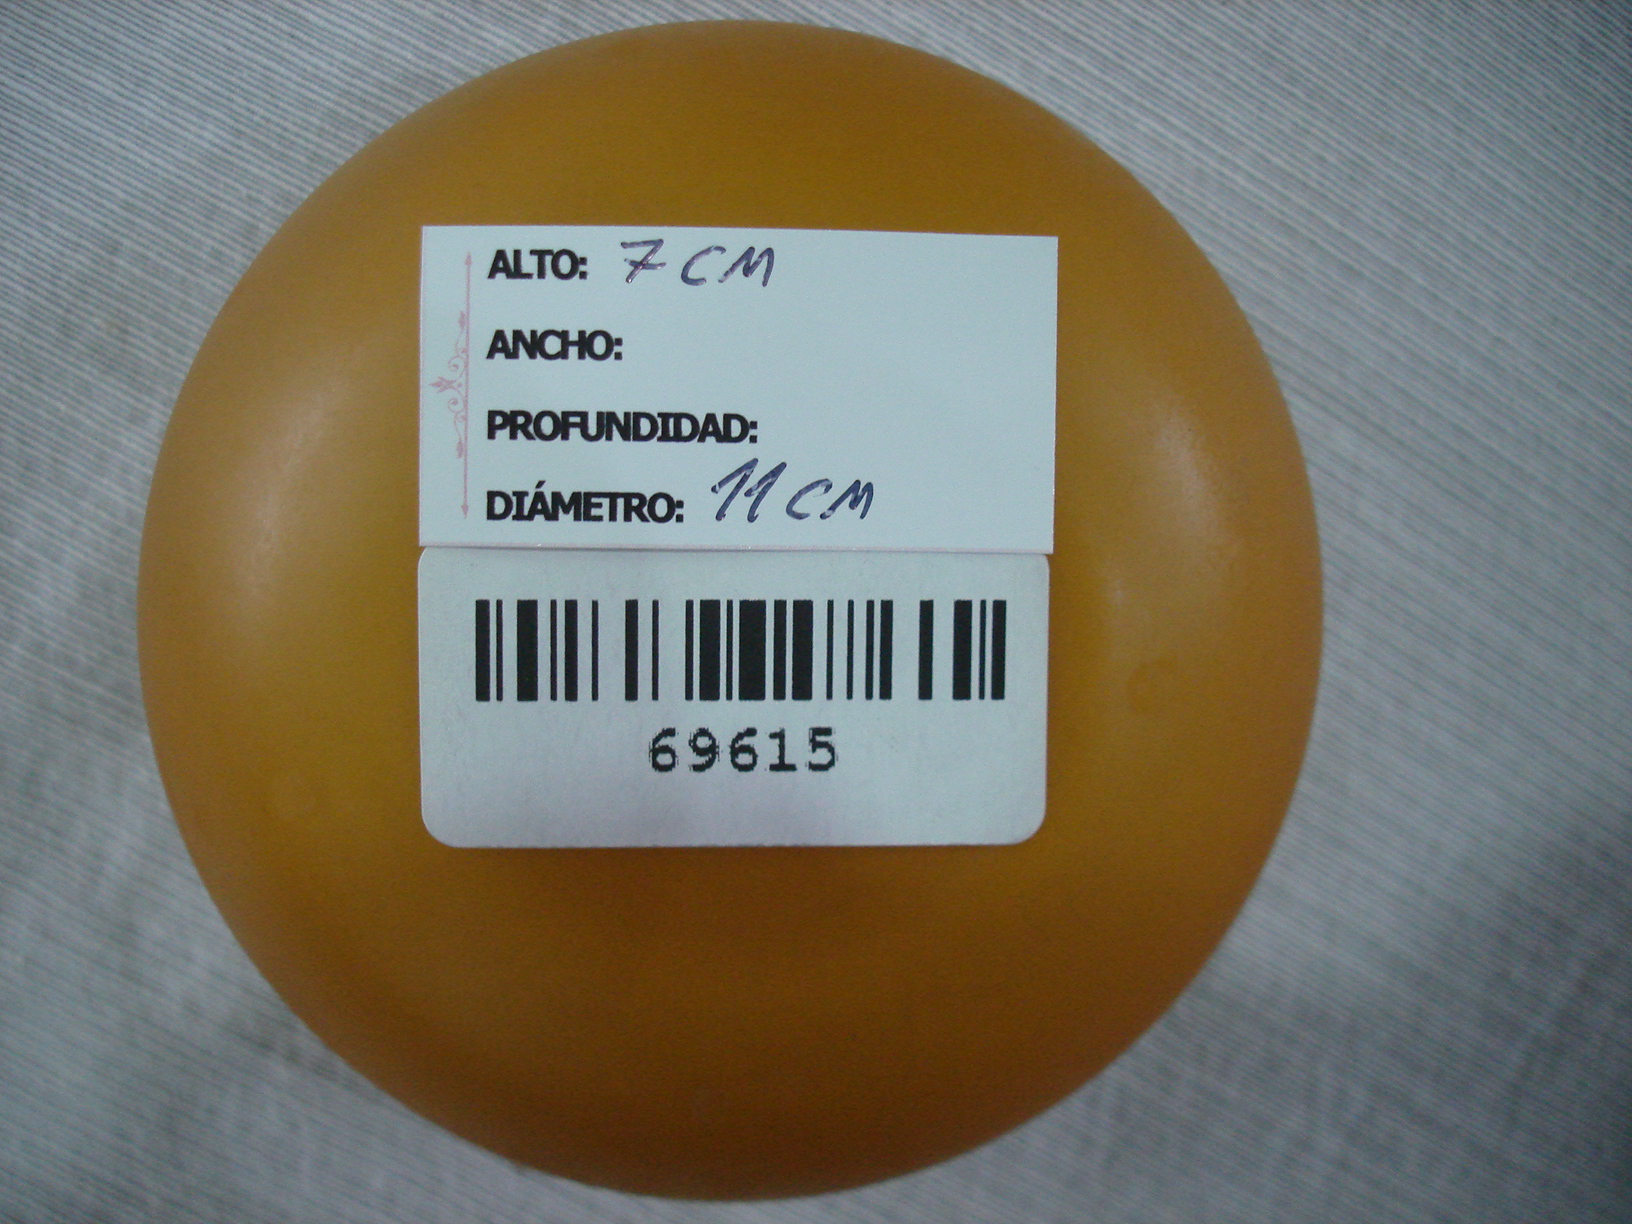 ALTO: 7 CM
ANCHO:
PROFUNDIDAD:
DIÁMETRO: 11 CM
69615